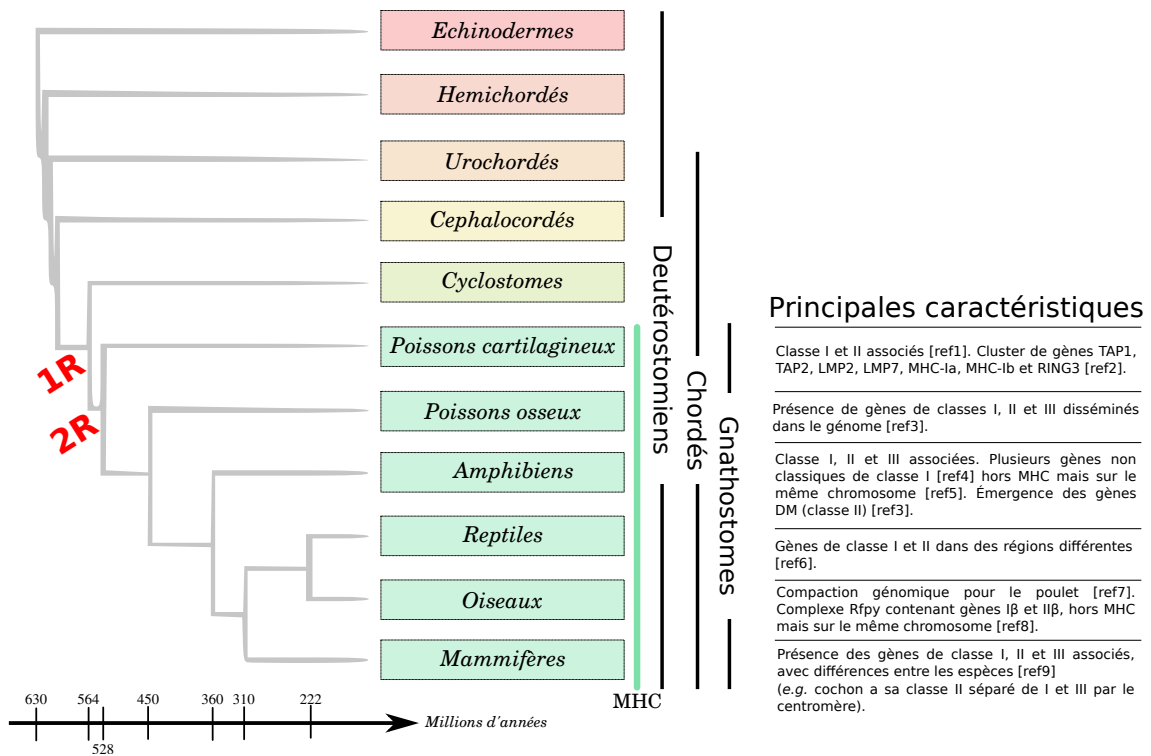 Echinodermes
Hemichordés
Urochordés
Cephalocordés
Cyclostomes
Poissons cartilagineux
Poissons osseux
Amphibiens
Reptiles
Oiseaux
Mammifères
1R
2R
Deutérostomiens
Chordés
Gnathostomes
MHC
630
564
528
450
360
310
222
Millions d'années
Principales caractéristiques
Classe I et II associés [ref1]. Cluster de gènes TAP1,
TAP2, LMP2, LMP7, MHC-Ia, MHC-Ib et RING3 [ref2].
Présence de gènes de classes I, II et III disséminés
dans le génome [ref3].
Classe I, II et III associées. Plusieurs gènes non
classiques de classe I [ref4] hors MHC mais sur le
même chromosome [ref5]. Émergence des gènes
DM (classe II) [ref3].
Gènes de classe I et II dans des régions différentes
[ref6].
Compaction génomique pour le poulet [ref7].
Complexe Rfpy contenant gènes Iβ et IIβ, hors MHC
mais sur le même chromosome [ref8].
Présence des gènes de classe I, II et III associés,
avec différences entre les espèces [ref9]
(e.g. cochon a sa classe II séparé de I et III par le
centromère).